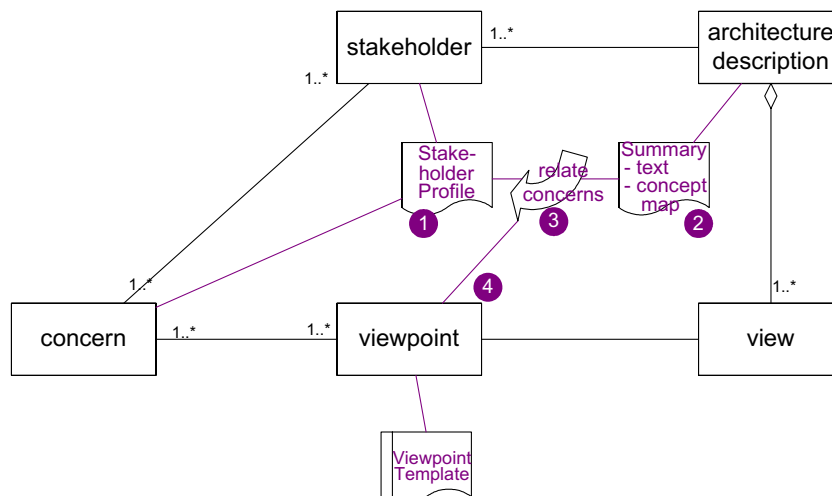 stakeholder
1..*
architecture
description
1..*
Stake-
holder
Profile
relate
concerns
Summary
- text
- concept
map
1
3
2
1..*
4
1..*
concern
1..*
1..*
viewpoint
view
Viewpoint
Template